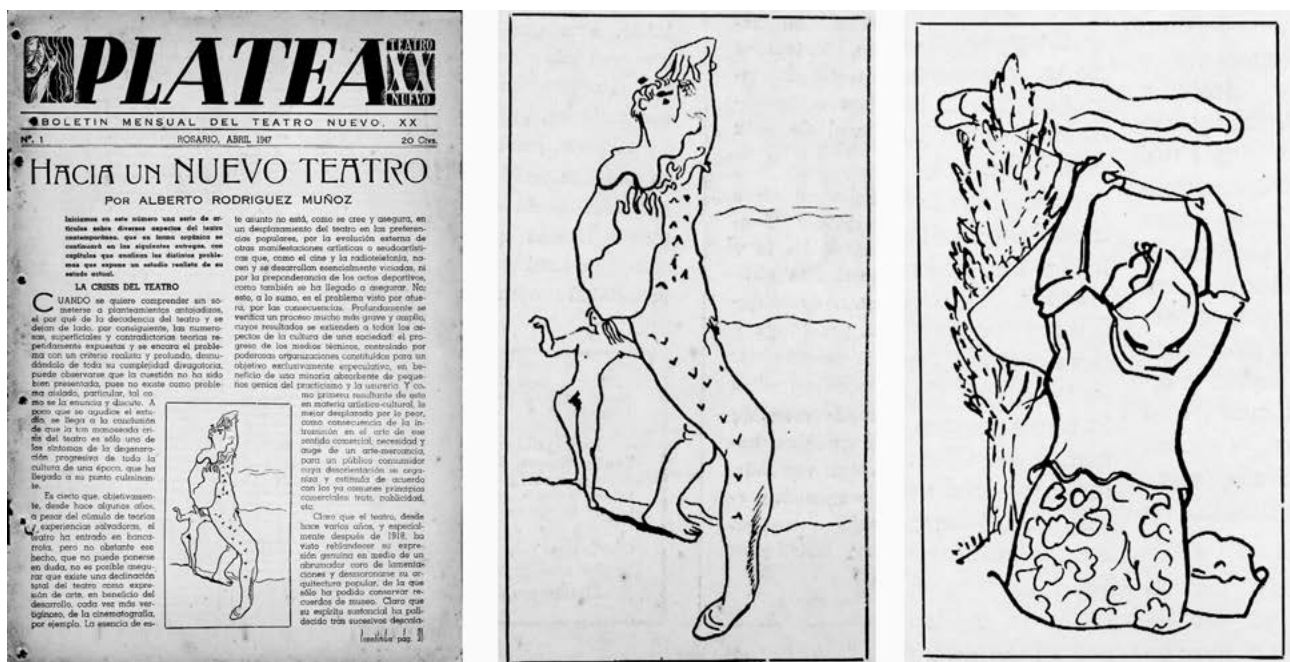 PLATEA
TEATRO
XX
NUEVO
BOLETIN MENSUAL DEL TEATRO NUEVO, XX
Nº. 1
ROSARIO, ABRIL 1947
20 Ctvs.
HACIA UN NUEVO TEATRO
POR ALBERTO RODRIGUEZ MUÑOZ
Iniciamos en este número una serie de ar-
tículos sobre diversos aspectos del teatro
contemporáneo, que en forma orgánica se
continuará en las siguientes entregas, con
capítulos que analizan los distintos proble-
mas que expone un estudio realista de su
estado actual.
LA CRISIS DEL TEATRO
CUANDO se quiere comprender sin so-
meterse a planteamientos antojadizos,
el por qué de la decadencia del teatro y se
dejan de lado, por consiguiente, las numero-
sas, superficiales y contradictorias teorías re-
petidamente expuestas y se encara el proble-
ma con un criterio realista y profundo, desnu-
dándolo de toda su complejidad divagatoria,
puede observarse que la cuestión no ha sido
bien presentada, pues no existe como proble-
ma aislado, particular, tal co
mo se la enuncia y discute. A
poco que se agudice el estu-
dio, se llega a la conclusión
de que la tan manoseada cri-
sis del teatro es sólo uno de
los síntomas de la degenera-
ción progresiva de toda la
cultura de una época, que ha
llegado a su punto culminan-
te.
Es cierto que, objetivamen-
te, desde hace algunos años,
a pesar del cúmulo de teorías
y experiencias salvadoras, el
teatro ha entrado en banca-
rrota, pero no obstante ese
hecho, que no puede ponerse
en duda, no es posible asegu-
rar que existe una declinación
total del teatro como expre-
sión de arte, en beneficio del
desarrollo, cada vez más ver-
tiginoso, de la cinematografía,
por ejemplo. La esencia de es-
te asunto no está, como se cree y asegura, en
un desplazamiento del teatro en las preferen-
cias populares, por la evolución externa de
otras manifestaciones artísticas o seudoartísti-
cas que, como el cine y la radiotelefonía, na-
cen y se desarrollan esencialmente viciadas, ni
por la preponderancia de los actos deportivos,
como también se ha llegado a asegurar. No;
esto, a lo sumo, es el problema visto por afue-
ra, por las consecuencias. Profundamente se
verifica un proceso mucho más grave y amplio,
cuyos resultados se extienden a todos los as-
pectos de la cultura de una sociedad: el pro-
greso de los medios técnicos, controlado por
poderosas organizaciones constituídas para un
objetivo exclusivamente especulativo, en be-
neficio de una minoría absorbente de peque-
ños genios del practicismo y la usurería. Y co-
mo primera resultante de esto
en materia artístico-cultural, lo
mejor desplazado por lo peor,
como consecuencia de la in-
tromisión en el arte de ese
sentido comercial, necesidad y
auge de un arte-mercancía,
para un público consumidor
cuya desorientación se orga-
niza y estimula de acuerdo
con los ya comunes principios
comerciales: trato, publicidad,
etc.
Claro que el teatro, desde
hace varios años, y especial-
mente después de 1918, ha
visto reblandecer su expre-
sión genuina en medio de un
abrumador coro de lamenta-
ciones y desmoronarse su ar-
quitectura popular, de la que
sólo ha podido conservar re-
cuerdos de museo. Claro que
su espíritu sustancial ha pali-
decido trás sucesivos descala-
(continúa pág. 2)